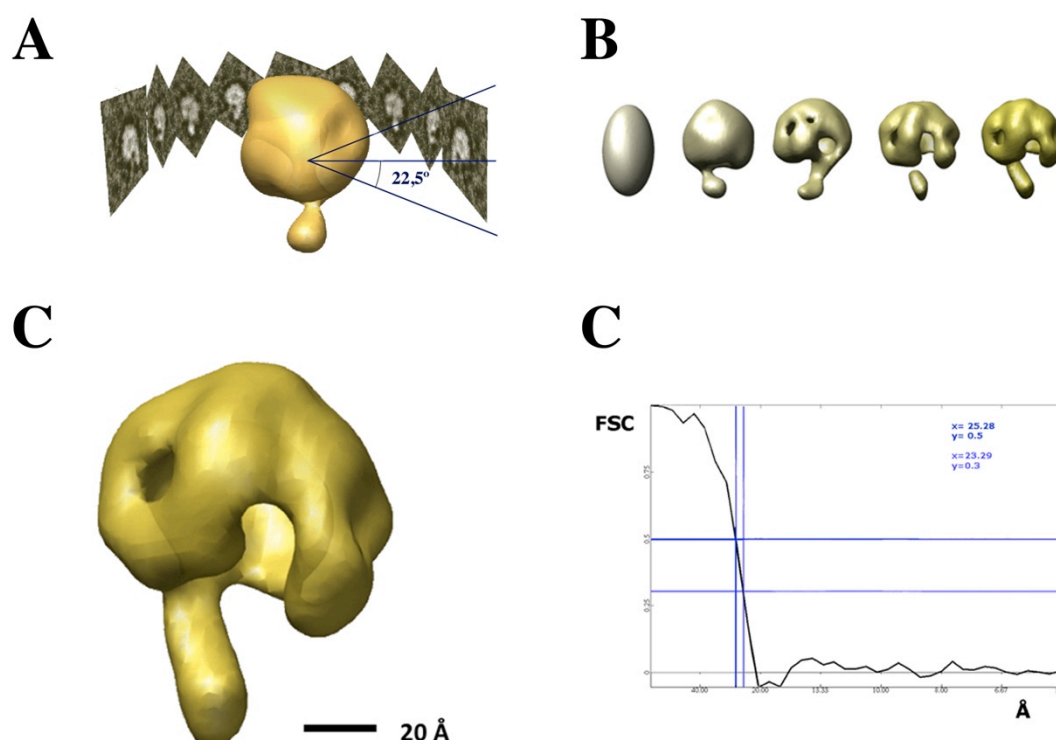 A
B
22,5º
C
C
20 Å
FSC
x= 25.28
y= 0.5
x=23.29
y=0.3
0.75
0.5
0.25
0
40.00 20.00 13.33 10.00 8.00 6.67
Å